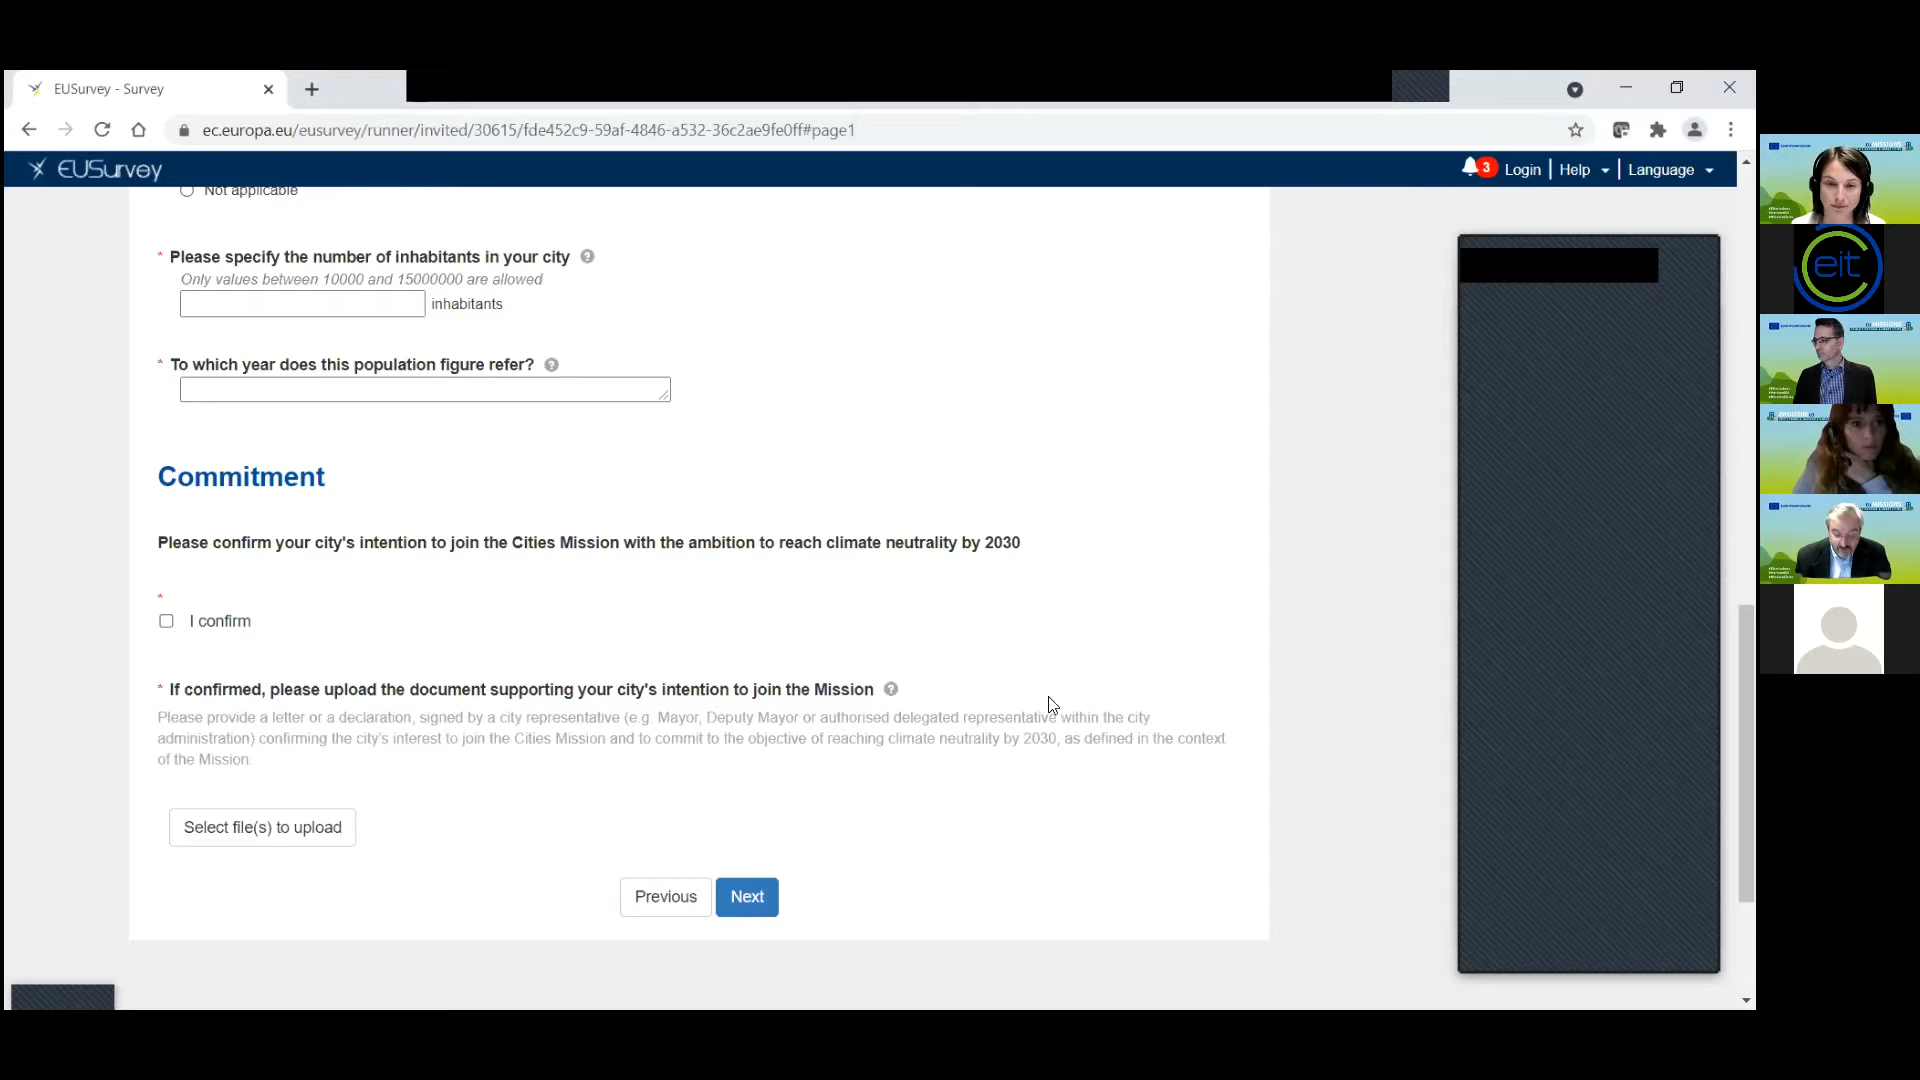 EUSurvey - Survey
ec.europa.eu/eusurvey/runner/invited/30615/fde452c9-59af-4846-a532-36c2ae9fe0ff#page1
EUSurvey
3 Login Help Language
Not applicable
* Please specify the number of inhabitants in your city ?
Only values between 10000 and 15000000 are allowed
inhabitants
* To which year does this population figure refer? ?
Commitment
Please confirm your city's intention to join the Cities Mission with the ambition to reach climate neutrality by 2030
*
I confirm
* If confirmed, please upload the document supporting your city's intention to join the Mission ?
Please provide a letter or a declaration, signed by a city representative (e.g. Mayor, Deputy Mayor or authorised delegated representative within the city
administration) confirming the city's interest to join the Cities Mission and to commit to the objective of reaching climate neutrality by 2030, as defined in the context
of the Mission.
Select file(s) to upload
Previous Next
eit